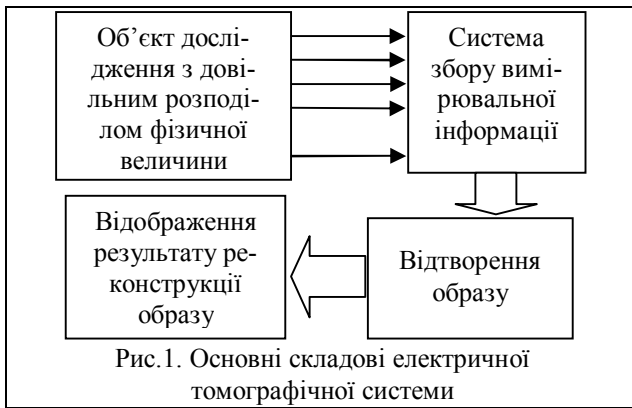 Об’єкт дослі-
дження з дові-
льним розподі-
лом фізичної
величини
Система
збору вимі-
рювальної
інформації
Відображення
результату ре-
конструкції
образу
Відтворення
образу
Рис.1. Основні складові електричної
томографічної системи